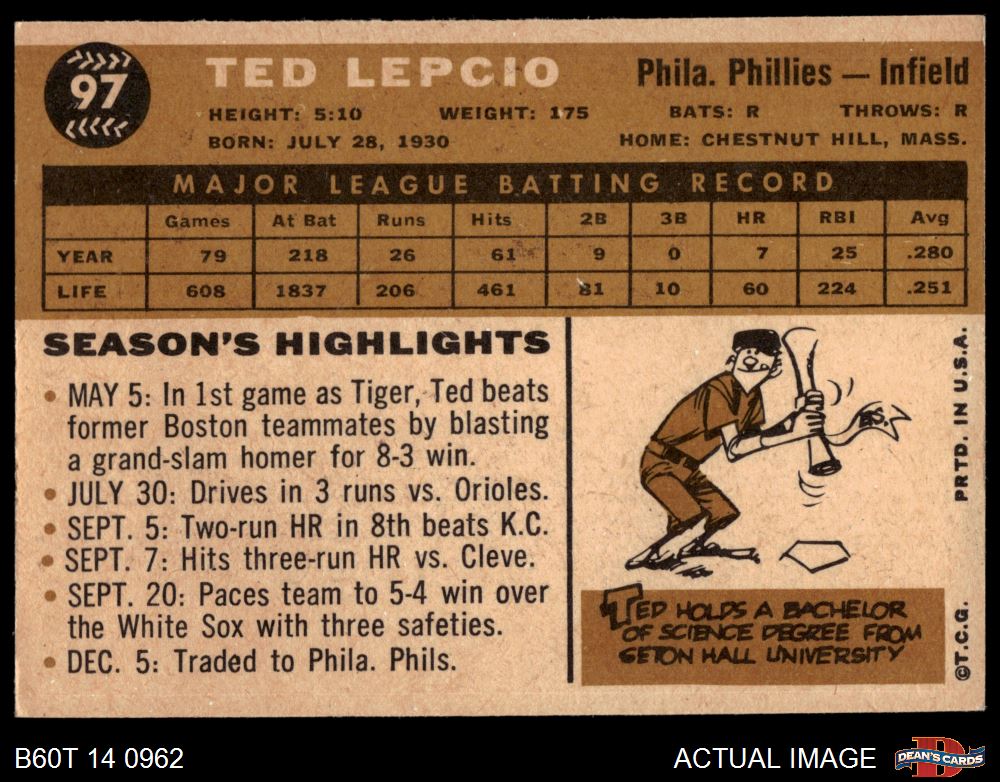 97
TED LEPCIO
Phila. Phillies — Infield
HEIGHT: 5:10 WEIGHT: 175 BATS: R THROWS: R
BORN: JULY 28, 1930 HOME: CHESTNUT HILL, MASS.
MAJOR LEAGUE BATTING RECORD
Games At Bat Runs Hits 2B 3B HR RBI Avg
YEAR 79 218 26 61 9 0 7 25 .280
LIFE 608 1837 206 461 81 10 60 224 .251
SEASON'S HIGHLIGHTS
• MAY 5: In 1st game as Tiger, Ted beats
former Boston teammates by blasting
a grand-slam homer for 8-3 win.
• JULY 30: Drives in 3 runs vs. Orioles.
• SEPT. 5: Two-run HR in 8th beats K.C.
• SEPT. 7: Hits three-run HR vs. Cleve.
• SEPT. 20: Paces team to 5-4 win over
the White Sox with three safeties.
• DEC. 5: Traded to Phila. Phils.
B.S.
TED HOLDS A BACHELOR
OF SCIENCE DEGREE FROM
SETON HALL UNIVERSITY
PRTD. IN U.S.A.
©T.C.G.
B60T 14 0962
ACTUAL IMAGE
D
DEAN'S CARDS